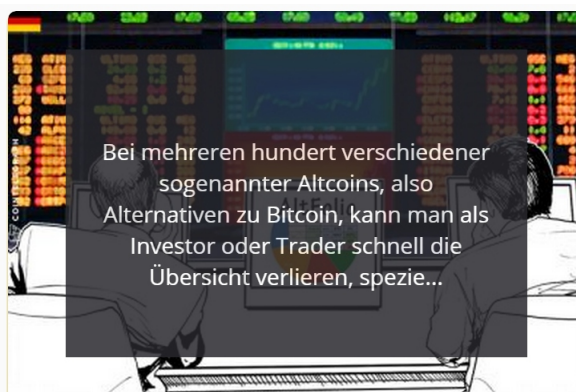 Bei mehreren hundert verschiedener
sogenannter Altcoins, also
Alternativen zu Bitcoin, kann man als
Investor oder Trader schnell die
Übersicht verlieren, spezie...
AltFolio